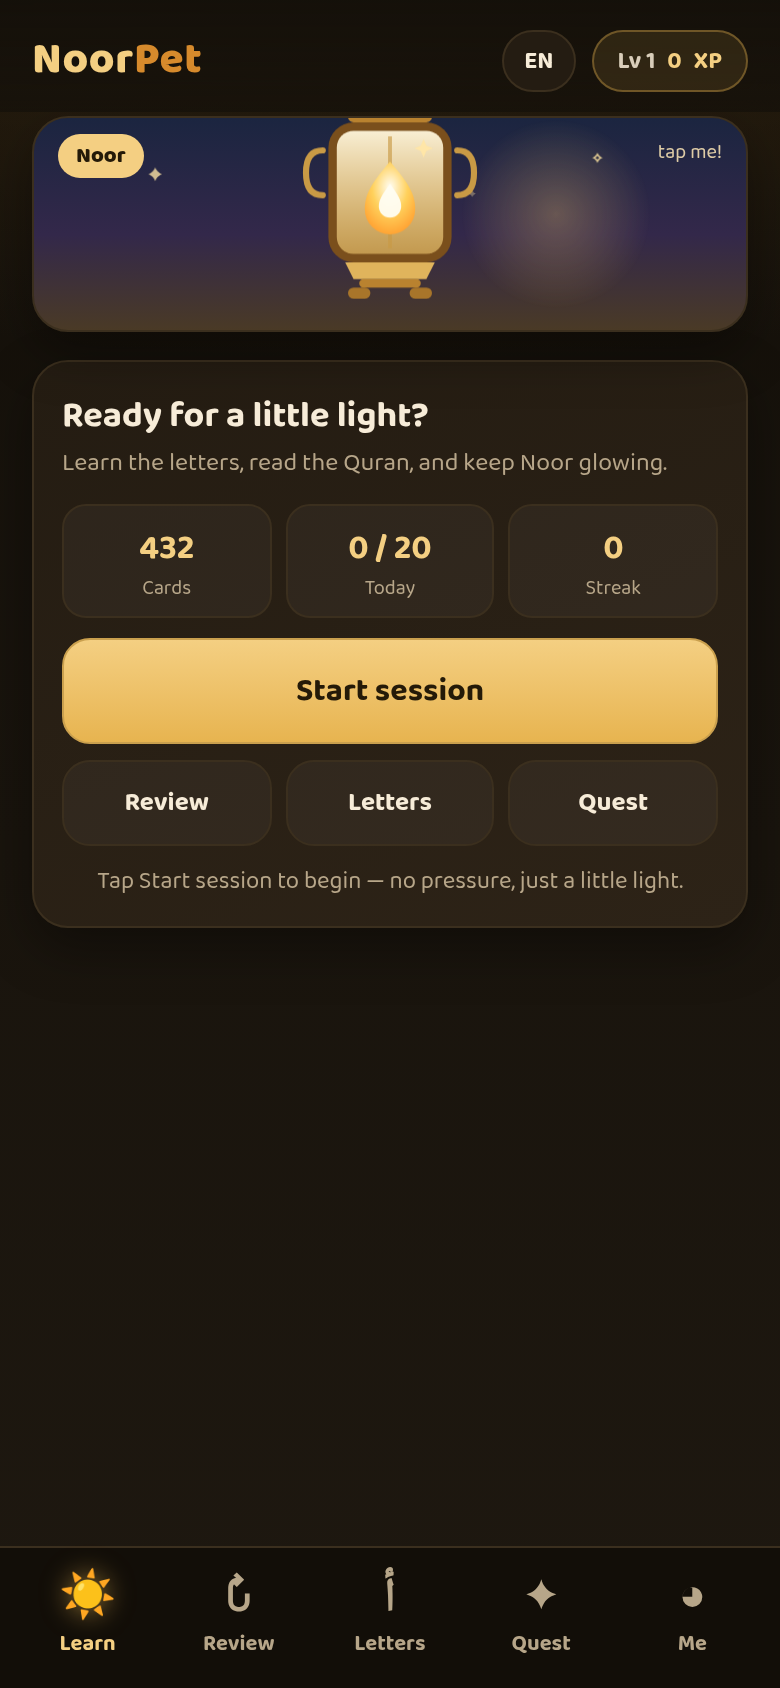 NoorPet
EN
Lv 1 0 XP
Noor
tap me!
Ready for a little light?
Learn the letters, read the Quran, and keep Noor glowing.
432
Cards
0 / 20
Today
0
Streak
Start session
Review
Letters
Quest
Tap Start session to begin — no pressure, just a little light.
أ
Learn
Review
Letters
Quest
Me